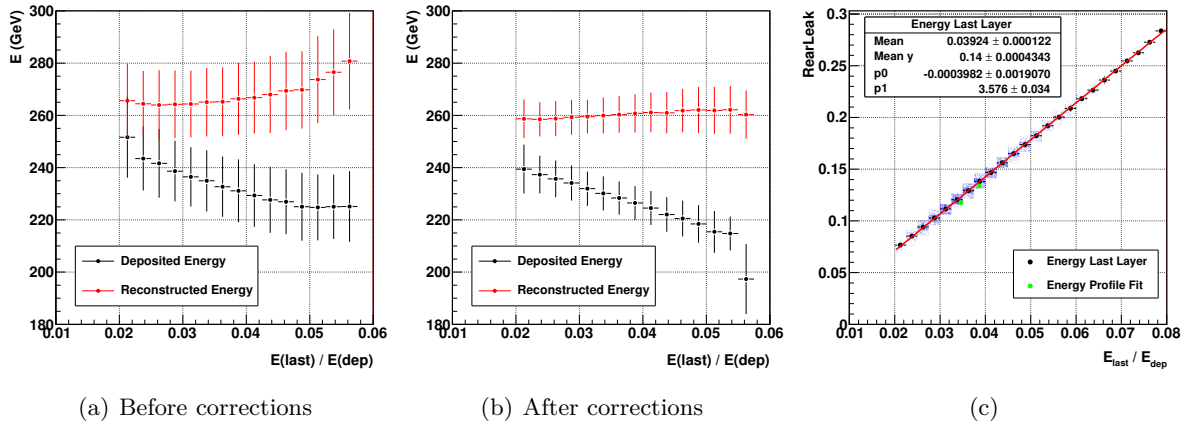 E (GeV)
300
280
260
240
220
200
180
Deposited Energy
Reconstructed Energy
0.01 0.02 0.03 0.04 0.05 0.06
E(last) / E(dep)
(a) Before corrections
E (GeV)
300
280
260
240
220
200
180
Deposited Energy
Reconstructed Energy
0.01 0.02 0.03 0.04 0.05 0.06
E(last) / E(dep)
(b) After corrections
RearLeak
0.3
0.25
0.2
0.15
0.1
0.05
0
Energy Last Layer
Mean 0.03924 ± 0.000122
Mean y 0.14 ± 0.0004343
p0 -0.0003982 ± 0.0019070
p1 3.576 ± 0.034
Energy Last Layer
Energy Profile Fit
0.01 0.02 0.03 0.04 0.05 0.06 0.07 0.08
E_last / E_dep
(c)